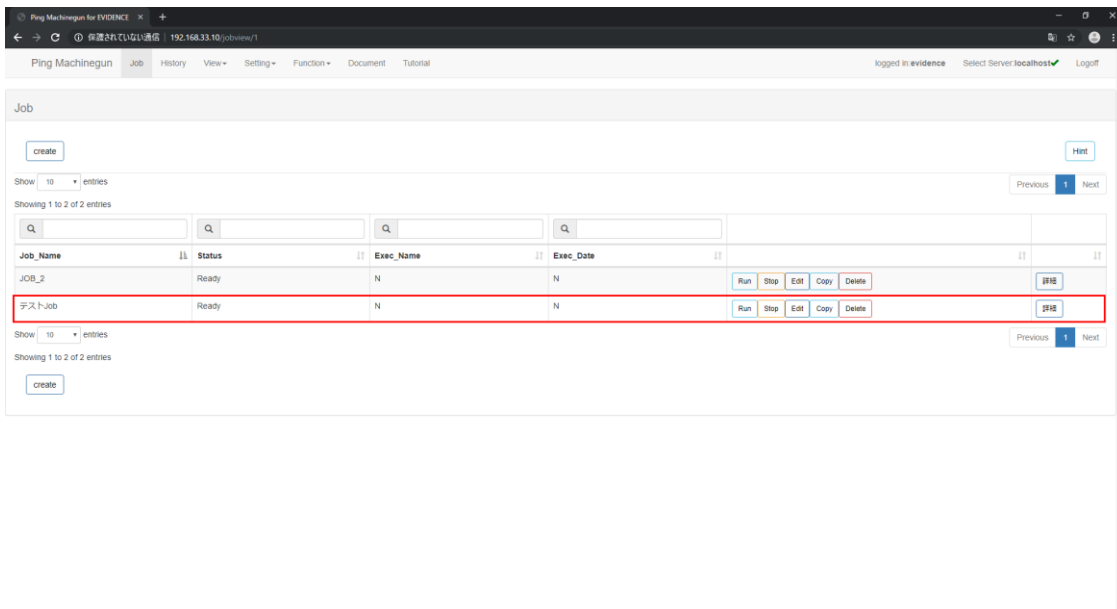 Ping Machinegun for EVIDENCE × +
保護されていない通信 | 192.168.33.10/jobview/1
Ping Machinegun Job History View Setting Function Document Tutorial logged in:evidence Select Server:localhost✔ Logoff
Job
create Hint
Show 10 entries Previous 1 Next
Showing 1 to 2 of 2 entries
Job_Name Status Exec_Name Exec_Date
JOB_2 Ready N N Run Stop Edit Copy Delete 詳細
テストJob Ready N N Run Stop Edit Copy Delete 詳細
Show 10 entries Previous 1 Next
Showing 1 to 2 of 2 entries
create